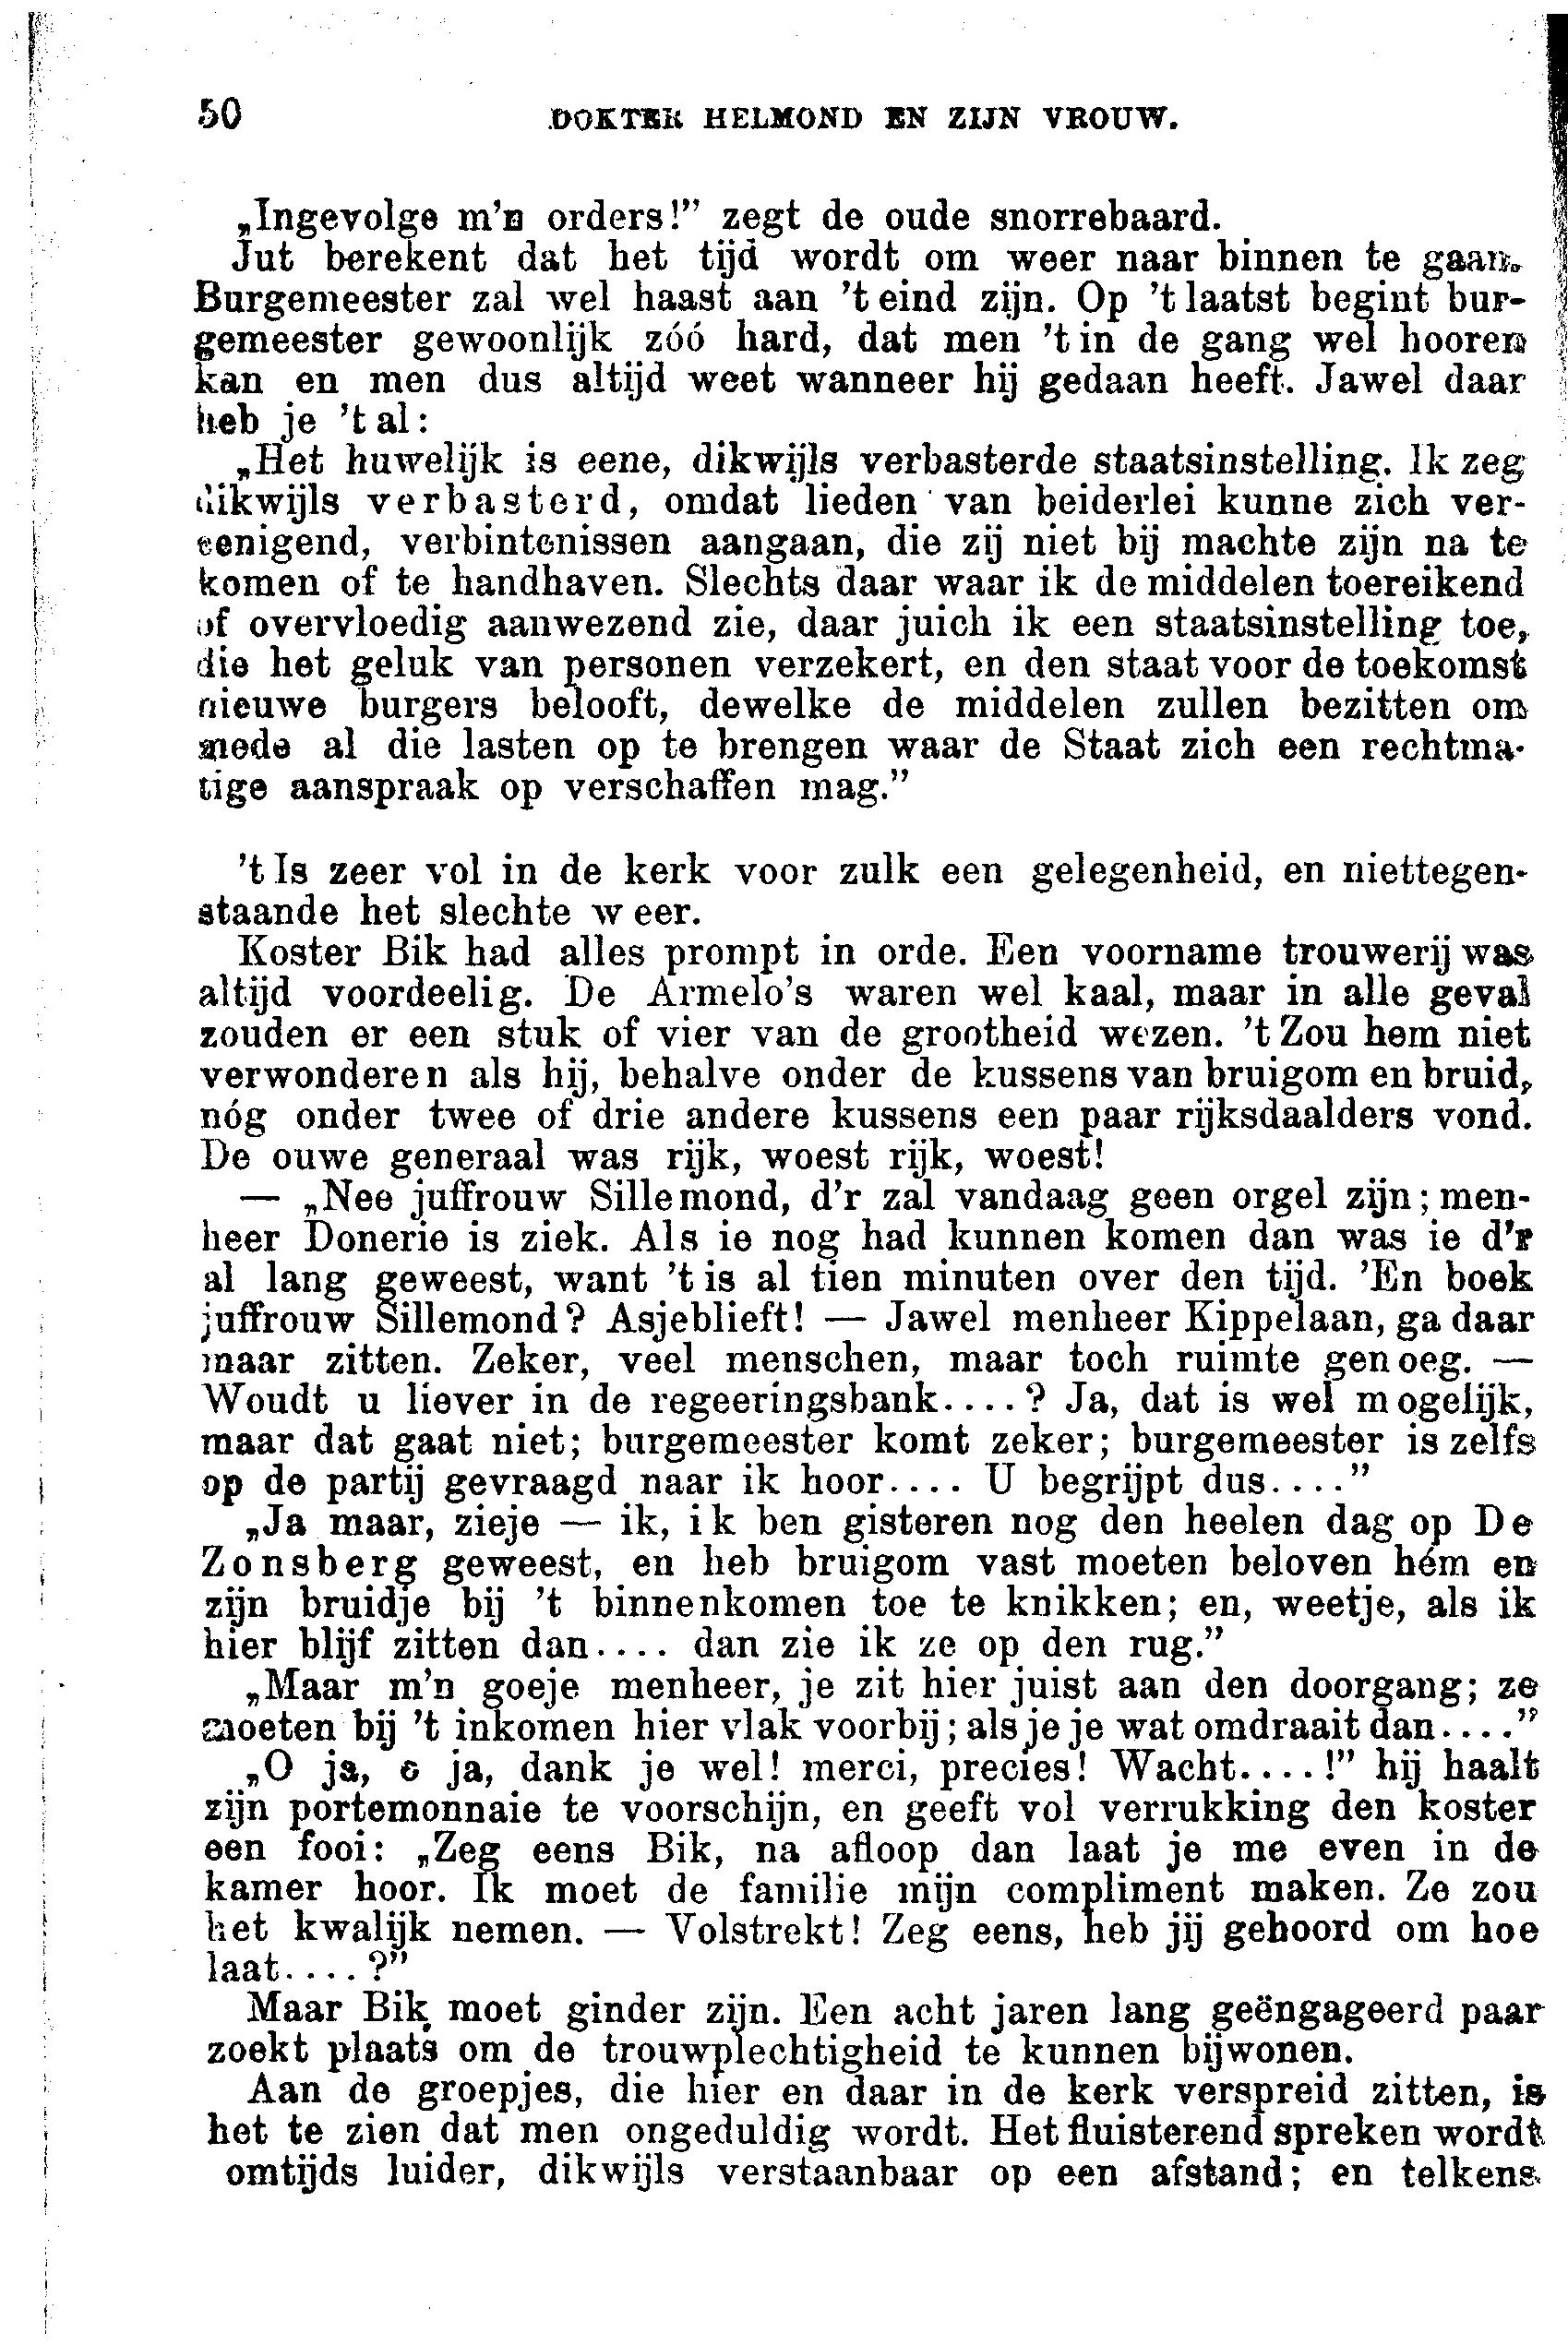 50 DOKTER HELMOND EN ZIJN VROUW.
„Ingevolge m'n orders!” zegt de oude snorrebaard.
Jut berekent dat het tijd wordt om weer naar binnen te gaan.
Burgemeester zal wel haast aan 't eind zijn. Op 't laatst begint bur-
gemeester gewoonlijk zóó hard, dat men 't in de gang wel hooren
kan en men dus altijd weet wanneer hij gedaan heeft. Jawel daar
heb je 't al:
„Het huwelijk is eene, dikwijls verbasterde staatsinstelling. Ik zeg
dikwijls verbasterd, omdat lieden van beiderlei kunne zich ver-
eenigend, verbintenissen aangaan, die zij niet bij machte zijn na te
komen of te handhaven. Slechts daar waar ik de middelen toereikend
of overvloedig aanwezend zie, daar juich ik een staatsinstelling toe,
die het geluk van personen verzekert, en den staat voor de toekomst
nieuwe burgers belooft, dewelke de middelen zullen bezitten om
mede al die lasten op te brengen waar de Staat zich een rechtma-
tige aanspraak op verschaffen mag.”
't Is zeer vol in de kerk voor zulk een gelegenheid, en niettegen-
staande het slechte weer.
Koster Bik had alles prompt in orde. Een voorname trouwerij was
altijd voordeelig. De Armelo's waren wel kaal, maar in alle geval
zouden er een stuk of vier van de grootheid wezen. 't Zou hem niet
verwonderen als hij, behalve onder de kussens van bruigom en bruid,
nóg onder twee of drie andere kussens een paar rijksdaalders vond.
De ouwe generaal was rijk, woest rijk, woest!
— „Nee juffrouw Sillemond, d'r zal vandaag geen orgel zijn; men-
heer Donerie is ziek. Als ie nog had kunnen komen dan was ie d'r
al lang geweest, want 't is al tien minuten over den tijd. 'En boek
juffrouw Sillemond? Asjeblieft! — Jawel menheer Kippelaan, ga daar
maar zitten. Zeker, veel menschen, maar toch ruimte genoeg. —
Woudt u liever in de regeeringsbank....? Ja, dat is wel mogelijk,
maar dat gaat niet; burgemeester komt zeker; burgemeester is zelfs
op de partij gevraagd naar ik hoor.... U begrijpt dus....”
„Ja maar, zieje — ik, ik ben gisteren nog den heelen dag op De
Zonsberg geweest, en heb bruigom vast moeten beloven hém en
zijn bruidje bij 't binnenkomen toe te knikken; en, weetje, als ik
hier blijf zitten dan.... dan zie ik ze op den rug.”
„Maar m'n goeje menheer, je zit hier juist aan den doorgang; ze
moeten bij 't inkomen hier vlak voorbij; als je je wat omdraait dan....”
„O ja, o ja, dank je wel! merci, precies! Wacht....!” hij haalt
zijn portemonnaie te voorschijn, en geeft vol verrukking den koster
een fooi: „Zeg eens Bik, na afloop dan laat je me even in de
kamer hoor. Ik moet de familie mijn compliment maken. Ze zou
het kwalijk nemen. — Volstrekt! Zeg eens, heb jij gehoord om hoe
laat....?”
Maar Bik moet ginder zijn. Een acht jaren lang geëngageerd paar
zoekt plaats om de trouwplechtigheid te kunnen bijwonen.
Aan de groepjes, die hier en daar in de kerk verspreid zitten, is
het te zien dat men ongeduldig wordt. Het fluisterend spreken wordt
omtijds luider, dikwijls verstaanbaar op een afstand; en telkens